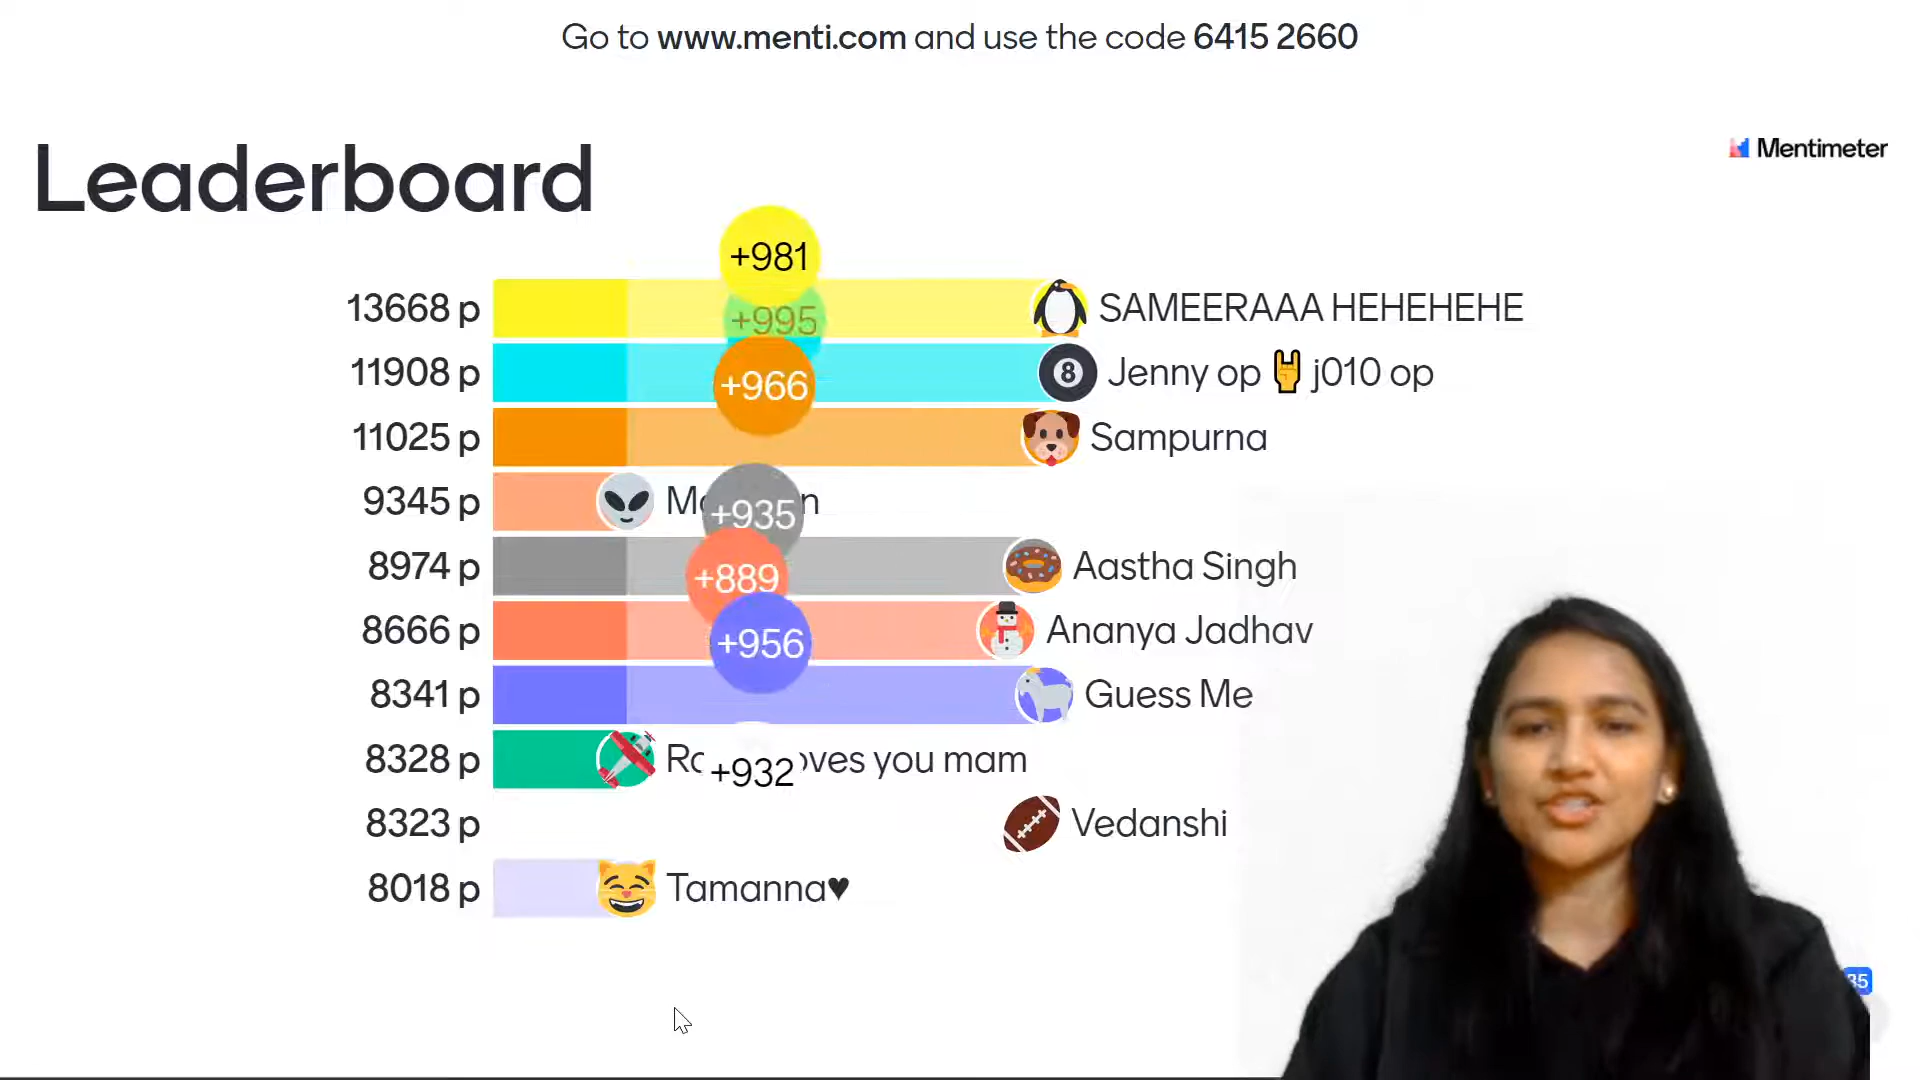 Go to www.menti.com and use the code 6415 2660
Mentimeter
Leaderboard
+981
13668 p SAMEERAAA HEHEHEHE
+995
11908 p 8 Jenny op 🤘 j010 op
+966
11025 p Sampurna
9345 p
+935
8974 p Aastha Singh
+889
8666 p Ananya Jadhav
+956
8341 p Guess Me
8328 p you mam
+932
8323 p Vedanshi
8018 p Tamanna♥